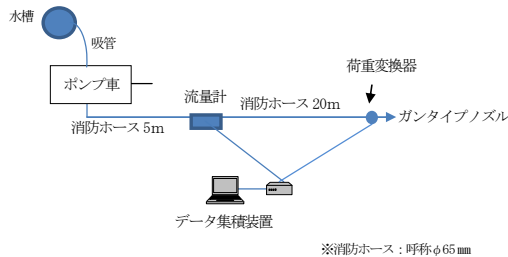 水槽
吸管
ポンプ車
荷重変換器
流量計
消防ホース 20m
ガンタイプノズル
消防ホース 5m
データ集積装置
※消防ホース：呼称φ65㎜